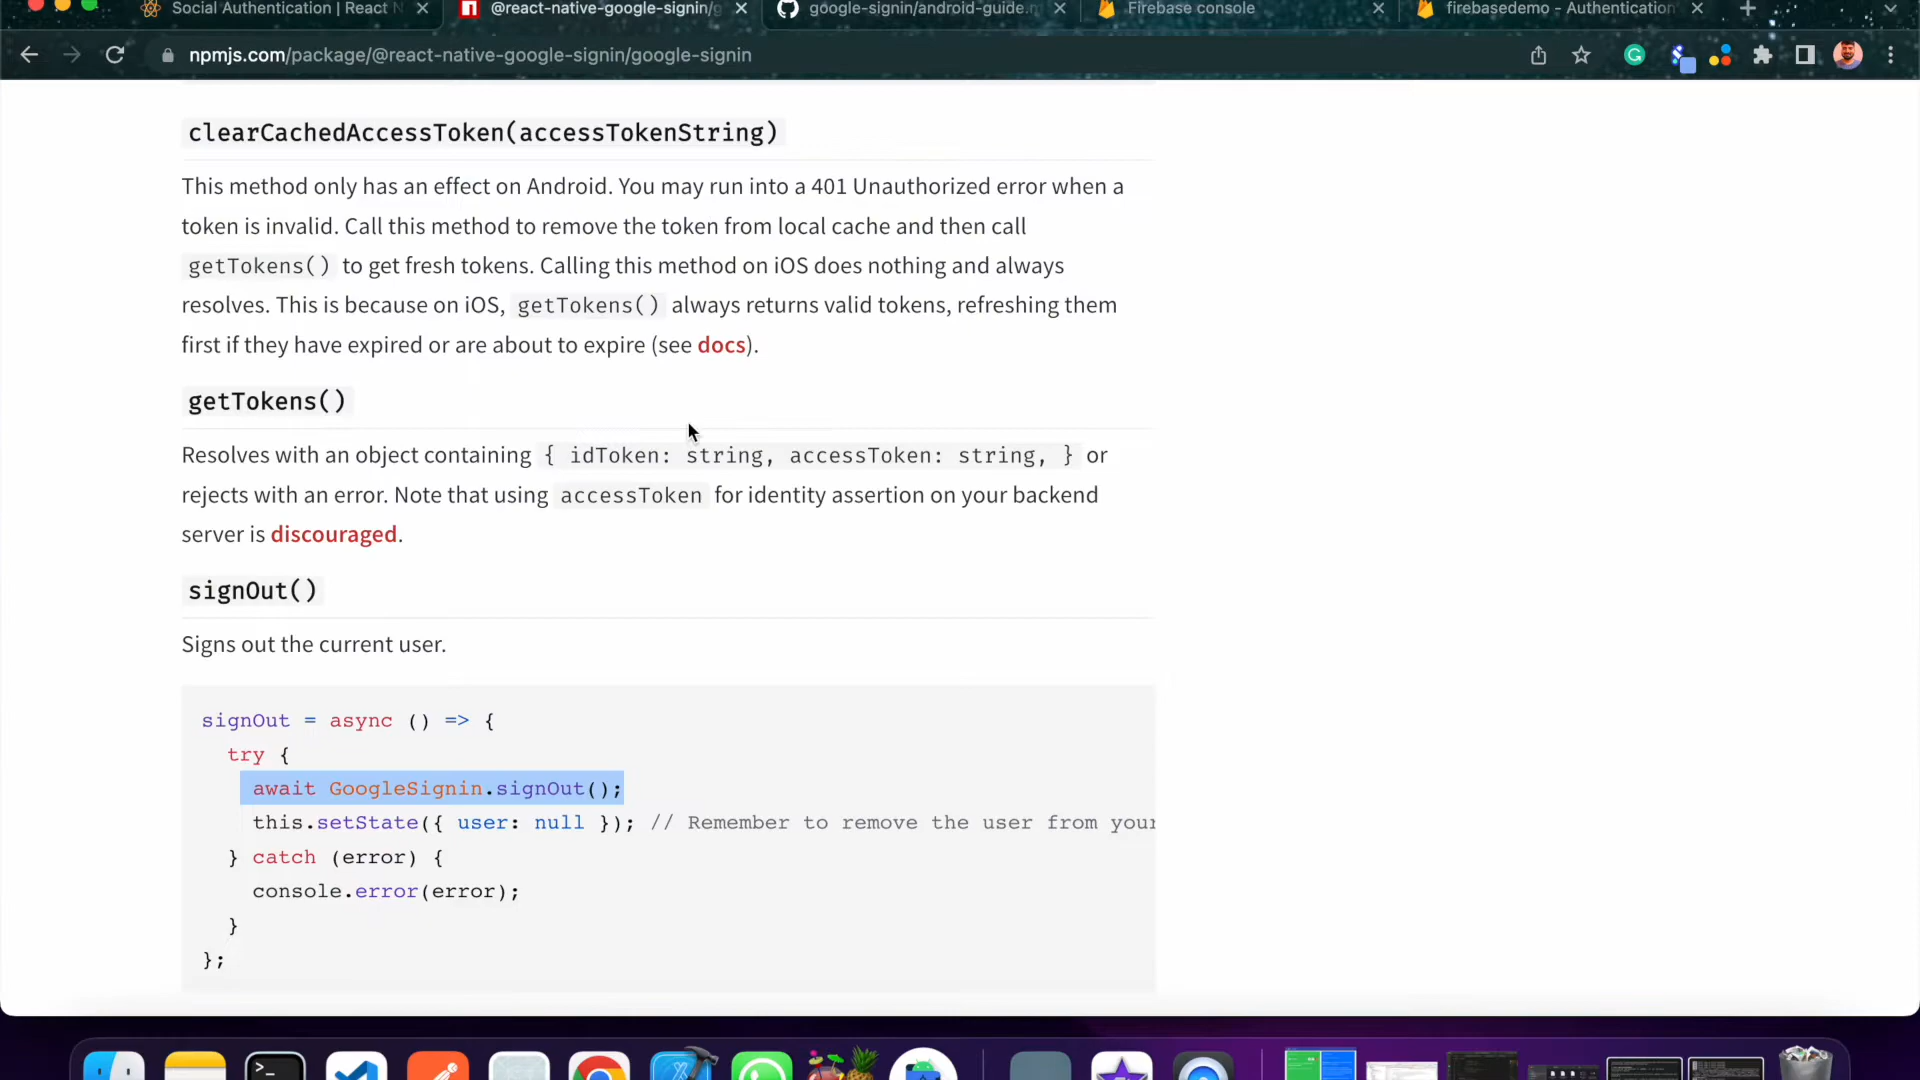 Social Authentication | React N
@react-native-google-signin/g
google-signin/android-guide.m
Firebase console
firebasedemo - Authentication
npmjs.com/package/@react-native-google-signin/google-signin
clearCachedAccessToken(accessTokenString)
This method only has an effect on Android. You may run into a 401 Unauthorized error when a
token is invalid. Call this method to remove the token from local cache and then call
getTokens() to get fresh tokens. Calling this method on iOS does nothing and always
resolves. This is because on iOS, getTokens() always returns valid tokens, refreshing them
first if they have expired or are about to expire (see docs).
getTokens()
Resolves with an object containing { idToken: string, accessToken: string, } or
rejects with an error. Note that using accessToken for identity assertion on your backend
server is discouraged.
signOut()
Signs out the current user.
signOut = async () => {
try {
await GoogleSignin.signOut();
this.setState({ user: null }); // Remember to remove the user from your
} catch (error) {
console.error(error);
}
};